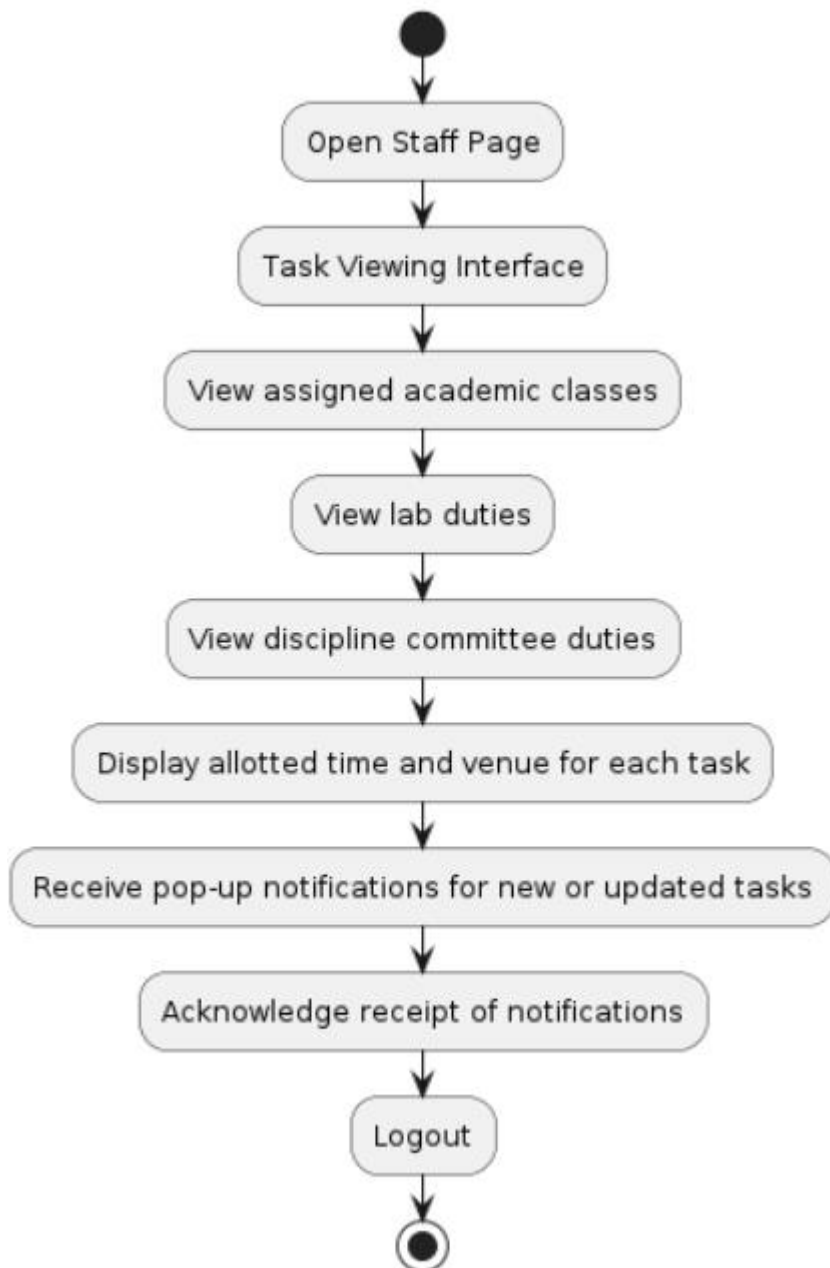 Open Staff Page
Task Viewing Interface
View assigned academic classes
View lab duties
View discipline committee duties
Display allotted time and venue for each task
Receive pop-up notifications for new or updated tasks
Acknowledge receipt of notifications
Logout